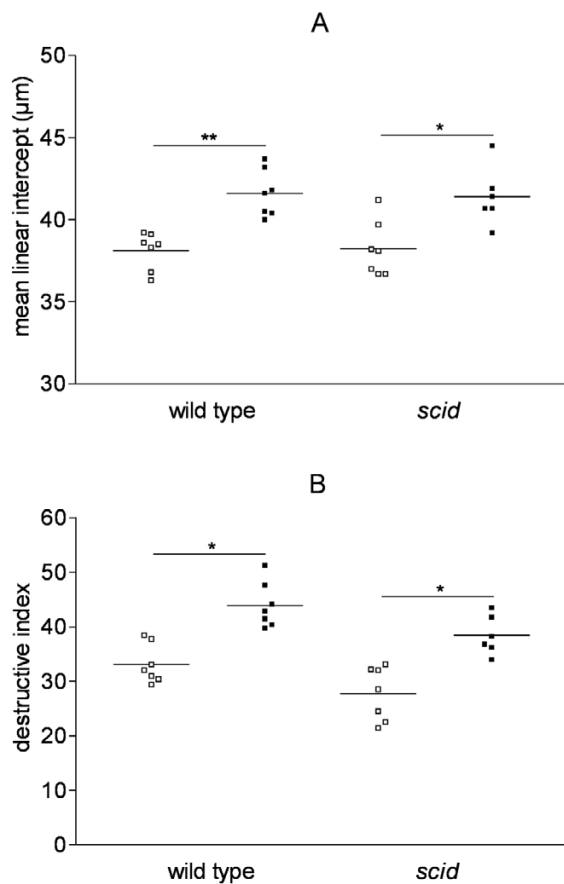 A
mean linear intercept (µm)
50
45
40
35
30
**
*
wild type
scid
B
destructive index
60
50
40
30
20
10
0
*
*
wild type
scid